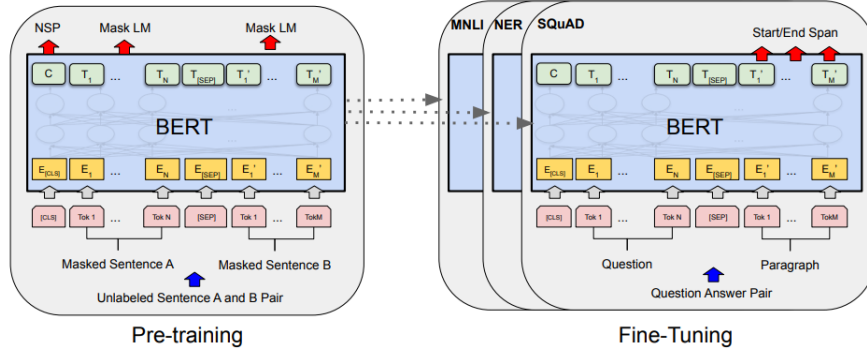 NSP Mask LM Mask LM
C T1 ... TN T[SEP] T1' ... TM'
BERT
E[CLS] E1 ... EN E[SEP] E1' ... EM'
[CLS] Tok 1 ... Tok N [SEP] Tok 1 ... TokM
Masked Sentence A Masked Sentence B
Unlabeled Sentence A and B Pair
Pre-training
MNLI NER SQuAD Start/End Span
C T1 ... TN T[SEP] T1' ... TM'
BERT
E[CLS] E1 ... EN E[SEP] E1' ... EM'
[CLS] Tok 1 ... Tok N [SEP] Tok 1 ... TokM
Question Paragraph
Question Answer Pair
Fine-Tuning